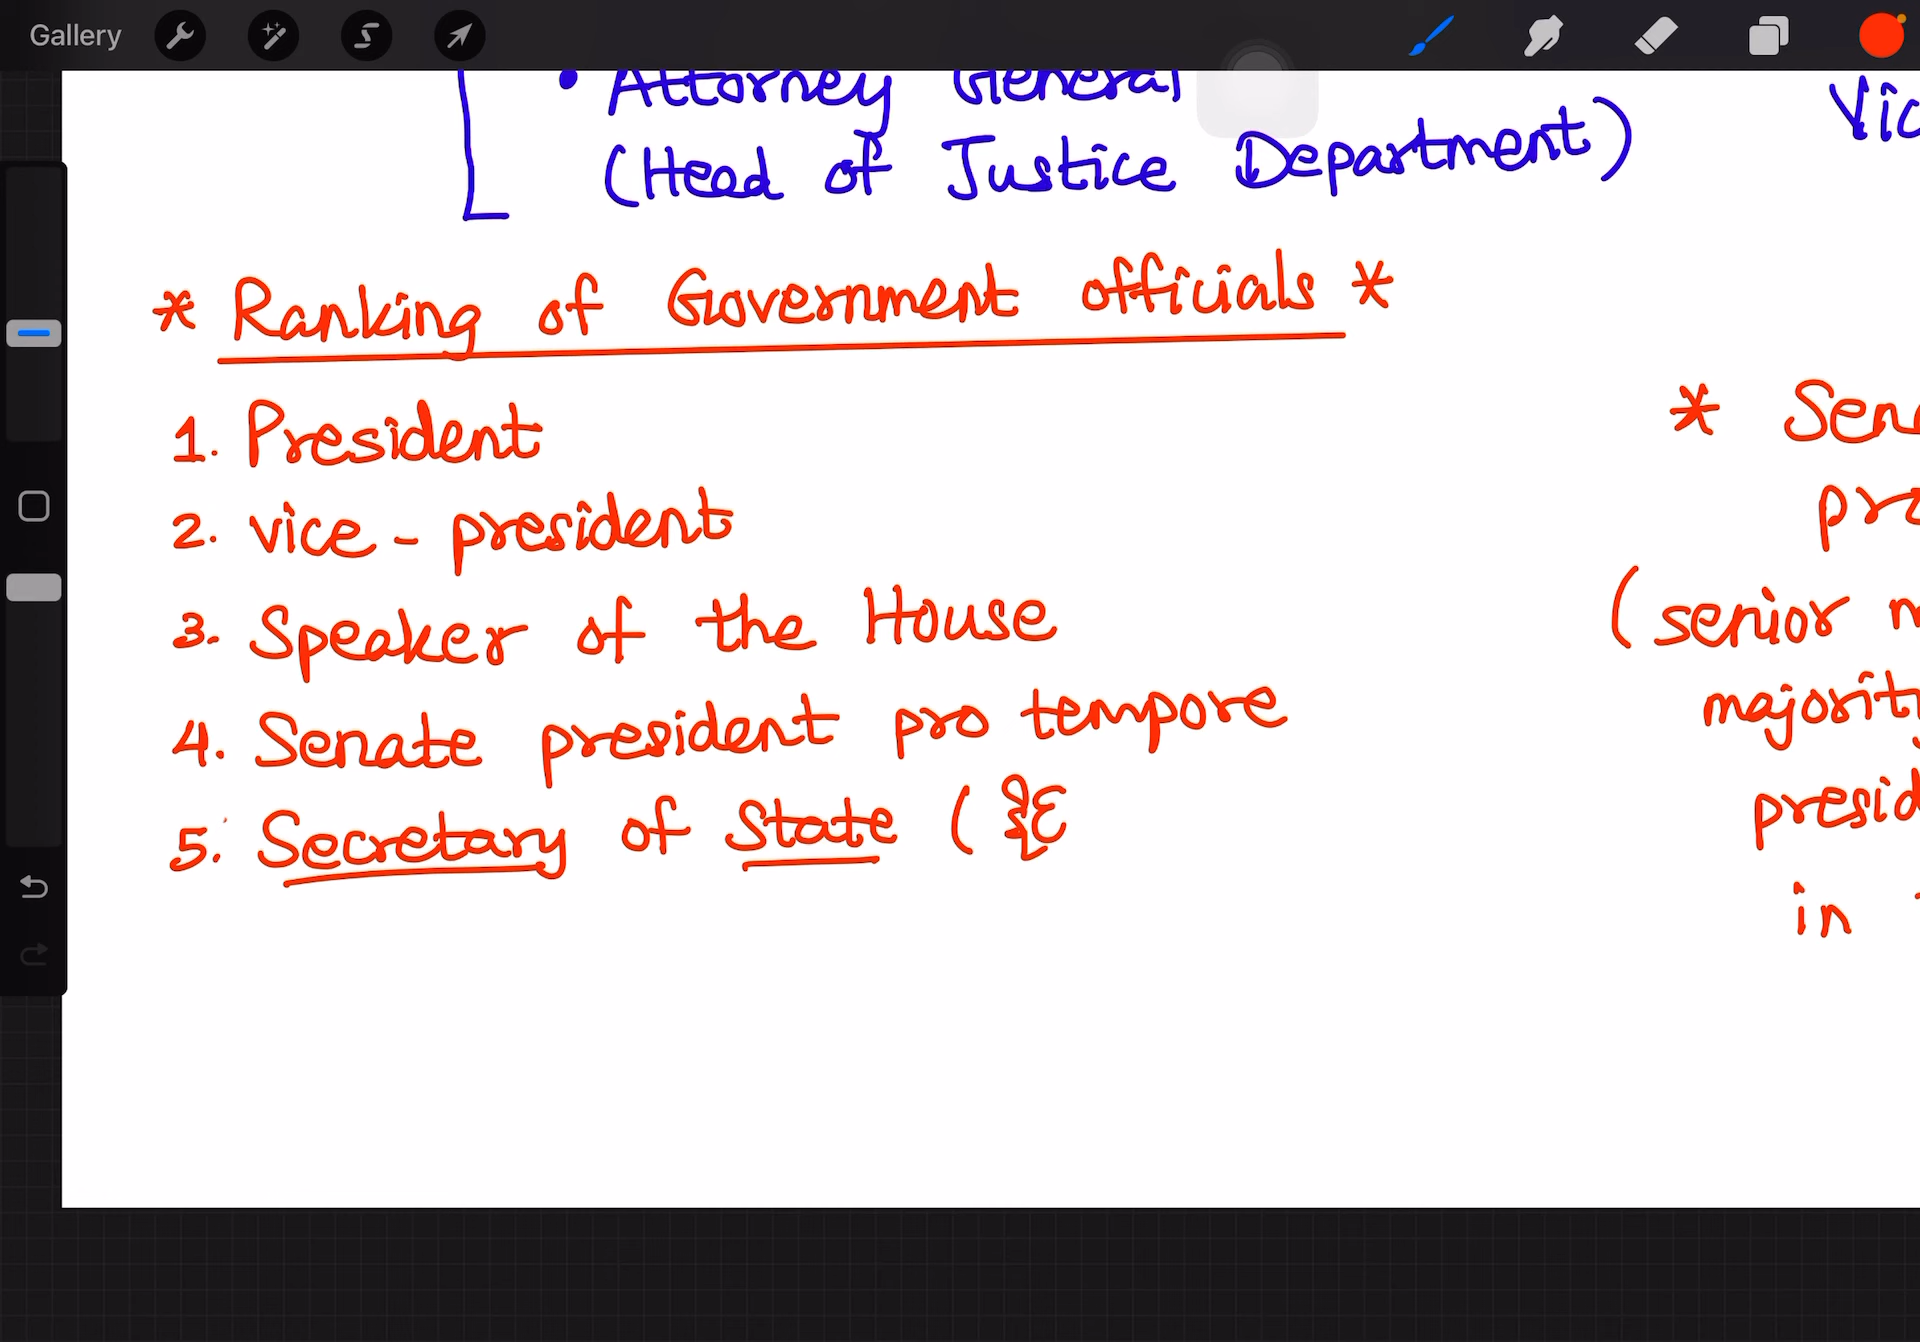 Gallery
• Attorney General
(Head of Justice Department)
Vic
* Ranking of Government officials *
1. President
2. vice - president
3. Speaker of the House
4. Senate president pro tempore
5. Secretary of State (
* Sen
pro
(senior m
majorit
presid
in